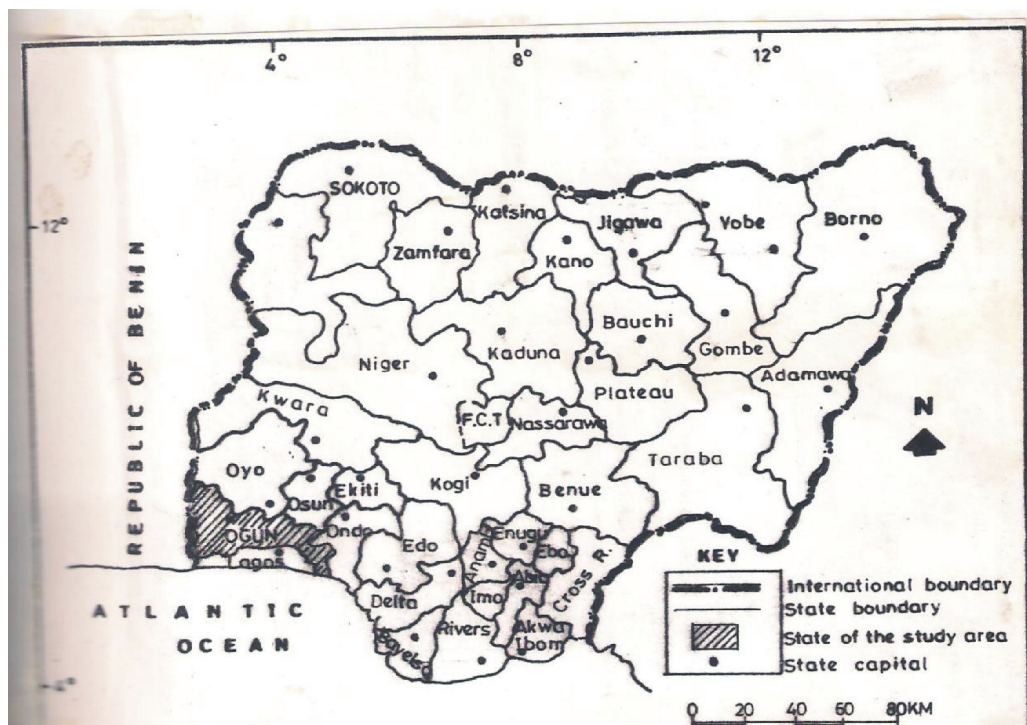 4°
8°
12°
12°
SOKOTO
Katsina
Jigawa
Yobe
Borno
Zamfara
Kano
Bauchi
Gombe
Kaduna
Niger
Adamawa
Plateau
Kwara
F.C.T
Nassarawa
Taraba
N
REPUBLIC OF BENIN
Oyo
Kogi
Benue
Osun
Ekiti
OGUN
Ondo
Edo
Enugu
Lagos
Anam
Ebo
Abia
Cross R.
Imo
Delta
Rivers
Akwa
Ibom
ATLANTIC
OCEAN
KEY
International boundary
State boundary
State of the study area
State capital
4°
0 20 40 60 80KM